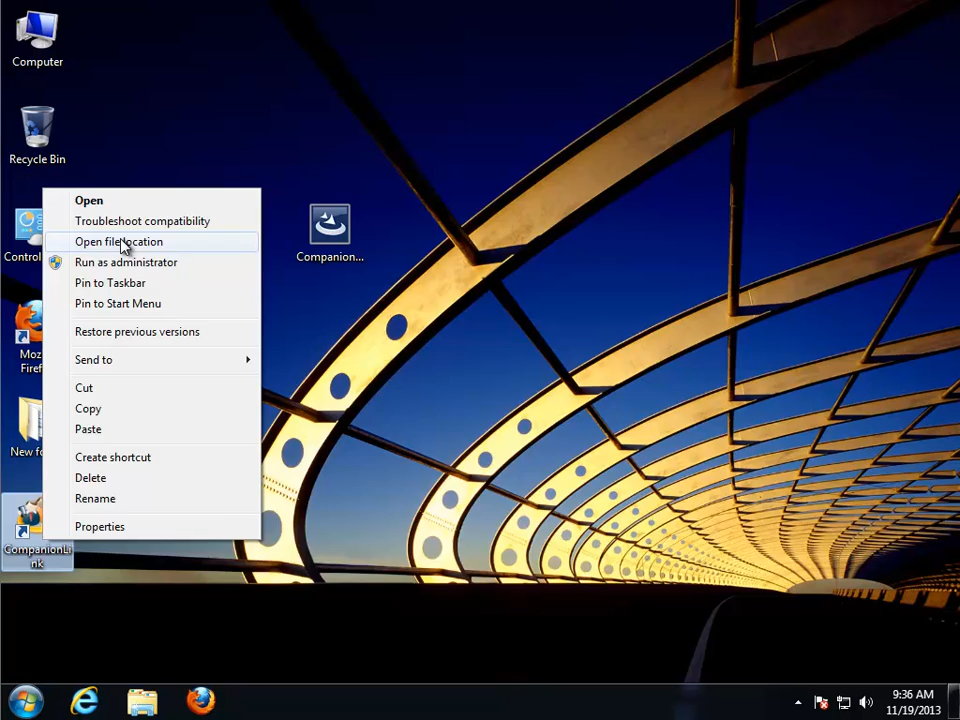 Computer
Recycle Bin
Control
Moz
Firef
New fo
CompanionLi
nk
Companion...
Open
Troubleshoot compatibility
Open file location
Run as administrator
Pin to Taskbar
Pin to Start Menu
Restore previous versions
Send to
Cut
Copy
Paste
Create shortcut
Delete
Rename
Properties
9:36 AM
11/19/2013